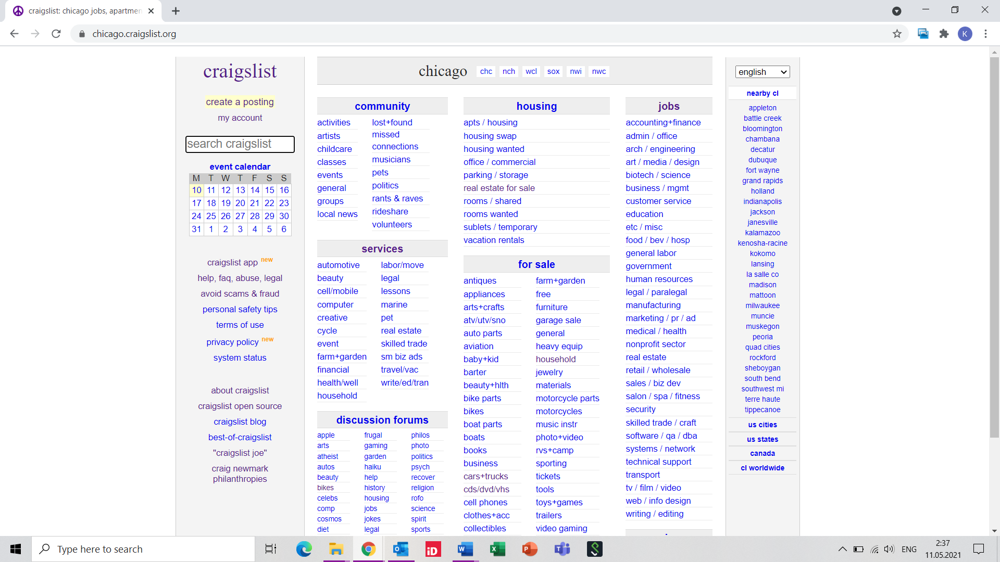 craigslist: chicago jobs, apartmen
chicago.craigslist.org
K
craigslist
create a posting
my account
search craigslist
event calendar
M T W T F S S
10 11 12 13 14 15 16
17 18 19 20 21 22 23
24 25 26 27 28 29 30
31 1 2 3 4 5 6
craigslist app new
help, faq, abuse, legal
avoid scams & fraud
personal safety tips
terms of use
privacy policy new
system status
about craigslist
craigslist open source
craigslist blog
best-of-craigslist
"craigslist joe"
craig newmark
philanthropies
chicago chc nch wcl sox nwi nwc
community
activities
artists
childcare
classes
events
general
groups
local news
lost+found
missed
connections
musicians
pets
politics
rants & raves
rideshare
volunteers
services
automotive
beauty
cell/mobile
computer
creative
cycle
event
farm+garden
financial
health/well
household
labor/move
legal
lessons
marine
pet
real estate
skilled trade
sm biz ads
travel/vac
write/ed/tran
discussion forums
apple
arts
atheist
autos
beauty
bikes
celebs
comp
cosmos
diet
frugal
gaming
garden
haiku
help
history
housing
jobs
jokes
legal
philos
photo
politics
psych
recover
religion
rofo
science
spirit
sports
housing
apts / housing
housing swap
housing wanted
office / commercial
parking / storage
real estate for sale
rooms / shared
rooms wanted
sublets / temporary
vacation rentals
for sale
antiques
appliances
arts+crafts
atv/utv/sno
auto parts
aviation
baby+kid
barter
beauty+hlth
bike parts
bikes
boat parts
boats
books
business
cars+trucks
cds/dvd/vhs
cell phones
clothes+acc
collectibles
farm+garden
free
furniture
garage sale
general
heavy equip
household
jewelry
materials
motorcycle parts
motorcycles
music instr
photo+video
rvs+camp
sporting
tickets
tools
toys+games
trailers
video gaming
jobs
accounting+finance
admin / office
arch / engineering
art / media / design
biotech / science
business / mgmt
customer service
education
etc / misc
food / bev / hosp
general labor
government
human resources
legal / paralegal
manufacturing
marketing / pr / ad
medical / health
nonprofit sector
real estate
retail / wholesale
sales / biz dev
salon / spa / fitness
security
skilled trade / craft
software / qa / dba
systems / network
technical support
transport
tv / film / video
web / info design
writing / editing
english
nearby cl
appleton
battle creek
bloomington
chambana
decatur
dubuque
fort wayne
grand rapids
holland
indianapolis
jackson
janesville
kalamazoo
kenosha-racine
kokomo
lansing
la salle co
madison
mattoon
milwaukee
muncie
muskegon
peoria
quad cities
rockford
sheboygan
south bend
southwest mi
terre haute
tippecanoe
us cities
us states
canada
cl worldwide
Type here to search
iD
ENG
2:37
11.05.2021